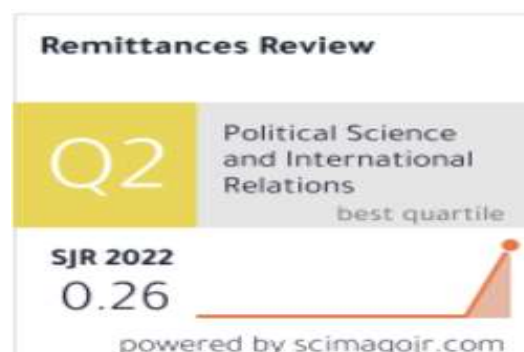 Remittances Review
Q2
Political Science
and International
Relations
best quartile
SJR 2022
0.26
powered by scimagojr.com